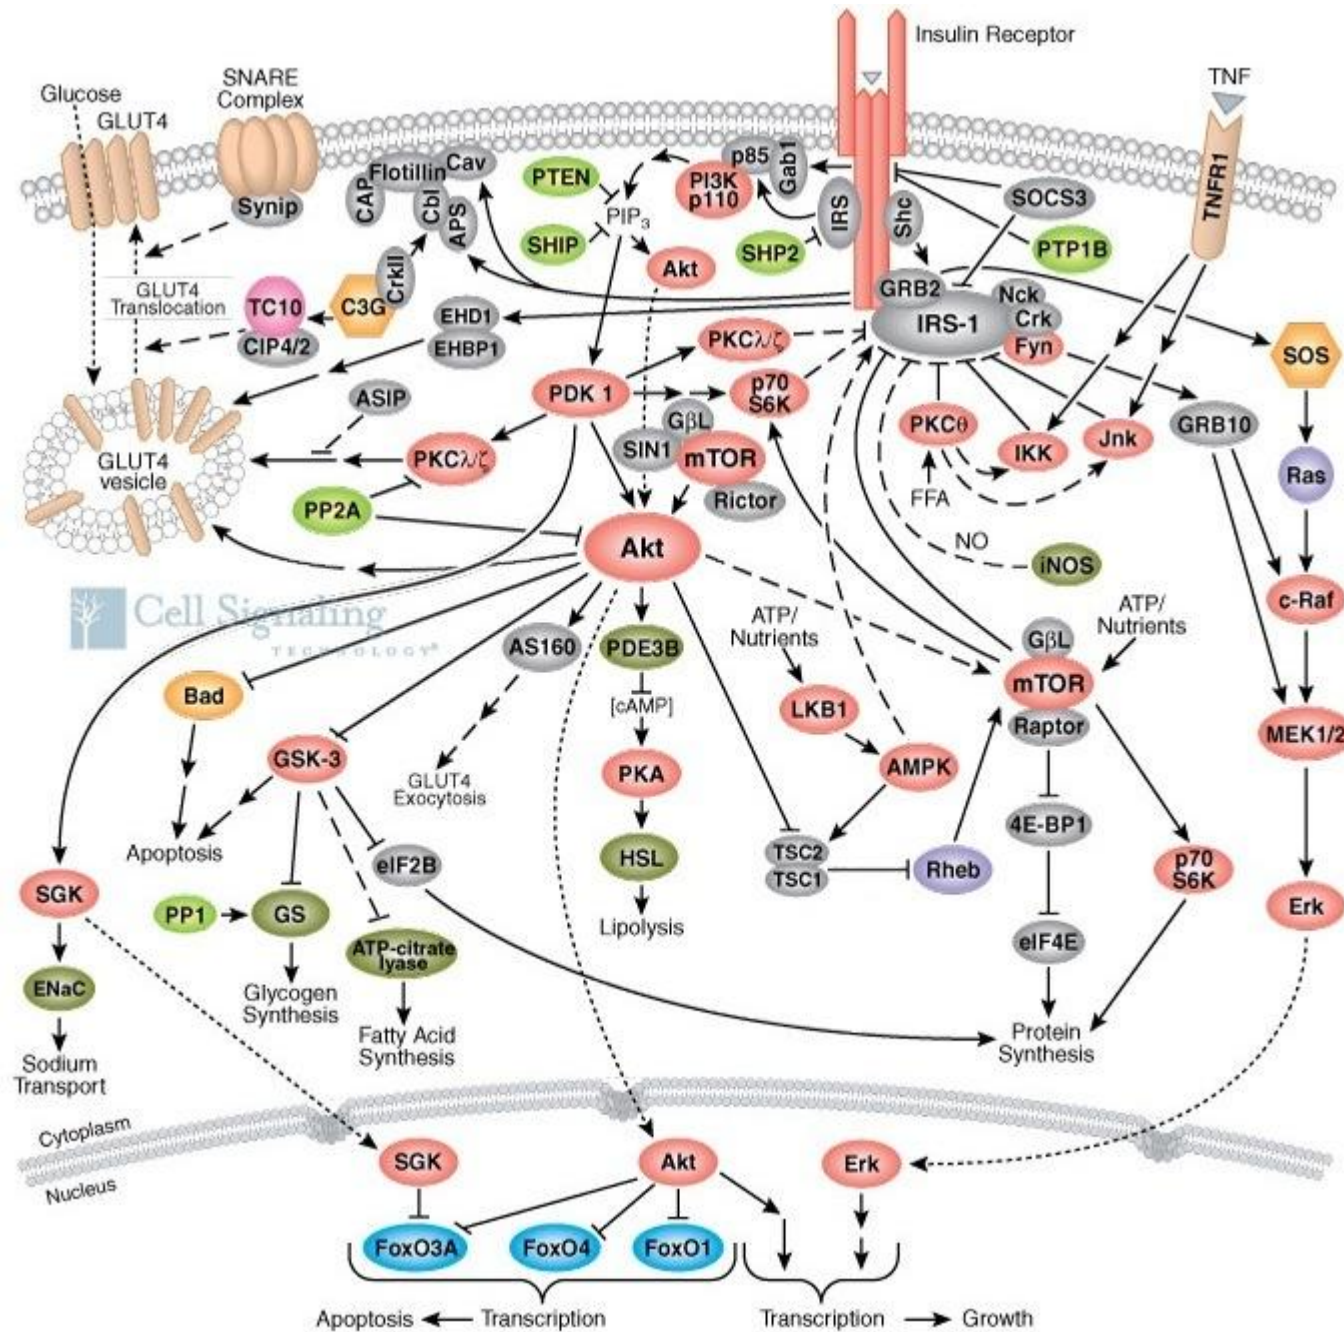 Insulin Receptor
TNF
SNARE
Complex
Glucose
GLUT4
TNFR1
Synip
CAP
Flotillin
Cav
Cbl
APS
CrkII
PTEN
SHIP
PIP3
PI3K
p110
p85
Gab1
SHP2
IRS
Shc
SOCS3
PTP1B
Akt
GLUT4
Translocation
TC10
CIP4/2
C3G
EHD1
EHBP1
GRB2
IRS-1
Nck
Crk
Fyn
SOS
PKCλ/ζ
PDK 1
p70
S6K
ASIP
GLUT4
vesicle
PKCλ/ζ
PP2A
SIN1
GβL
mTOR
Rictor
PKCθ
FFA
IKK
Jnk
GRB10
Ras
NO
iNOS
Akt
Cell Signaling
TECHNOLOGY®
AS160
PDE3B
[cAMP]
ATP/
Nutrients
LKB1
AMPK
GβL
mTOR
Raptor
ATP/
Nutrients
c-Raf
MEK1/2
Bad
GSK-3
GLUT4
Exocytosis
PKA
HSL
Lipolysis
TSC2
TSC1
Rheb
4E-BP1
eIF4E
p70
S6K
Erk
Apoptosis
SGK
PP1
GS
eIF2B
ATP-citrate
lyase
ENaC
Glycogen
Synthesis
Fatty Acid
Synthesis
Protein
Synthesis
Sodium
Transport
Cytoplasm
Nucleus
SGK
Akt
Erk
FoxO3A
FoxO4
FoxO1
Apoptosis
Transcription
Transcription
Growth